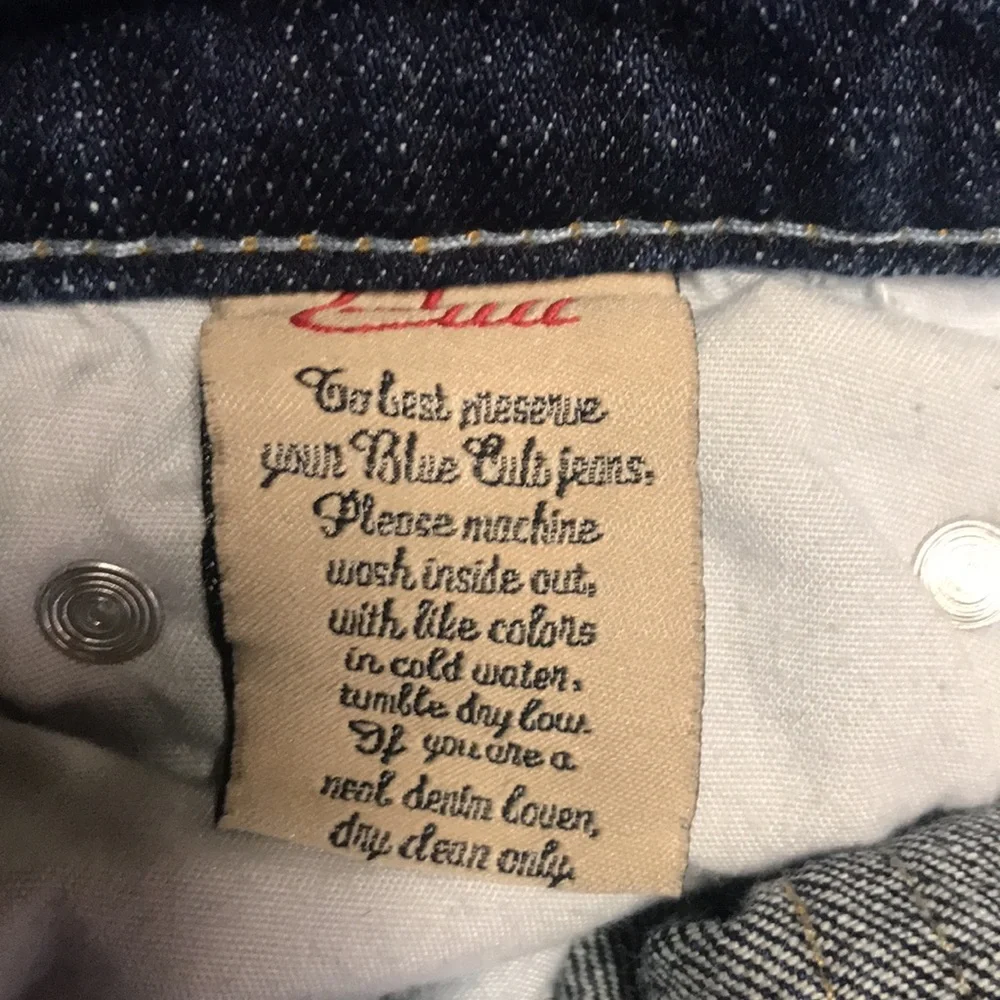 To best preserve
your Blue Cult jeans.
Please machine
wash inside out,
with like colors
in cold water,
tumble dry low.
If you are a
real denim lover,
dry clean only.